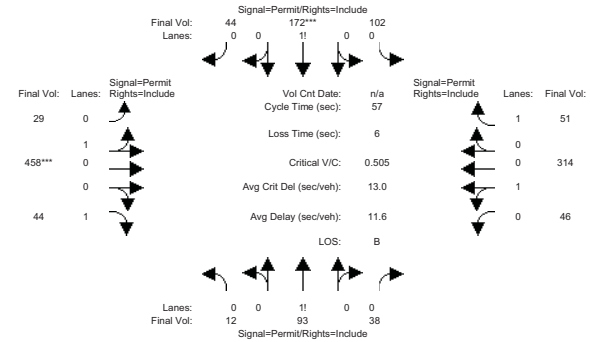 Signal=Permit/Rights=Include
Final Vol: 44 172*** 102
Lanes: 0 0 1! 0 0
Signal=Permit
Final Vol: Lanes: Rights=Include
Vol Cnt Date: n/a
Signal=Permit
Rights=Include Lanes: Final Vol:
Cycle Time (sec): 57
29 0
1 51
Loss Time (sec): 6
1
0
458*** 0
Critical V/C: 0.505
0 314
0
Avg Crit Del (sec/veh): 13.0
1
44 1
Avg Delay (sec/veh): 11.6
0 46
LOS: B
Lanes: 0 0 1! 0 0
Final Vol: 12 93 38
Signal=Permit/Rights=Include